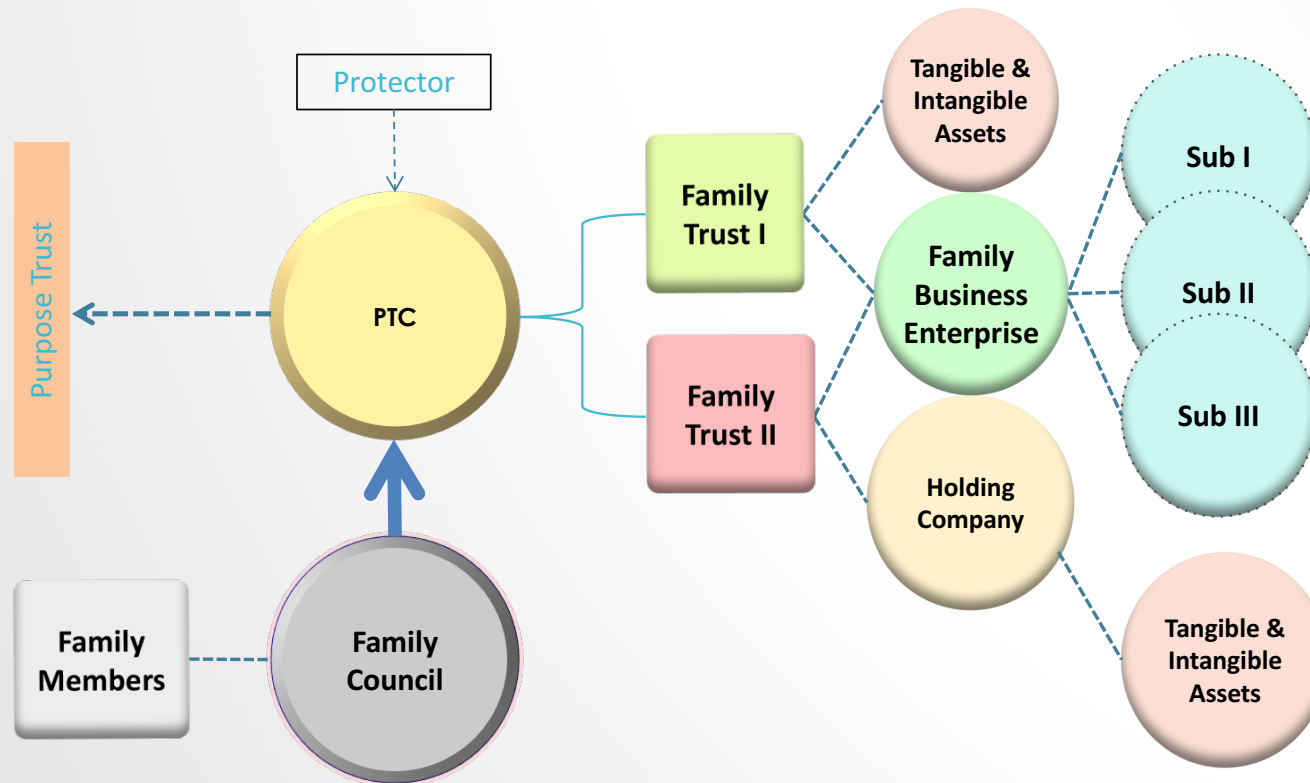 Protector
Purpose Trust
PTC
Family
Council
Family
Members
Family
Trust I
Family
Trust II
Tangible &
Intangible
Assets
Family
Business
Enterprise
Holding
Company
Sub I
Sub II
Sub III
Tangible &
Intangible
Assets